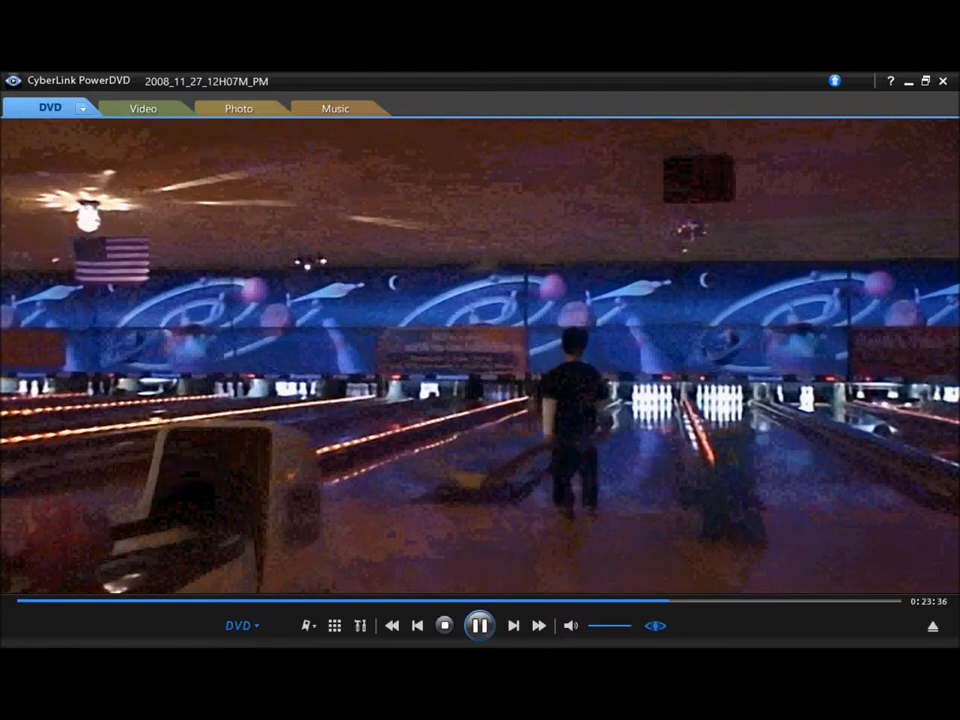 CyberLink PowerDVD 2008_11_27_12H07M_PM
DVD Video Photo Music
0:23:36
DVD